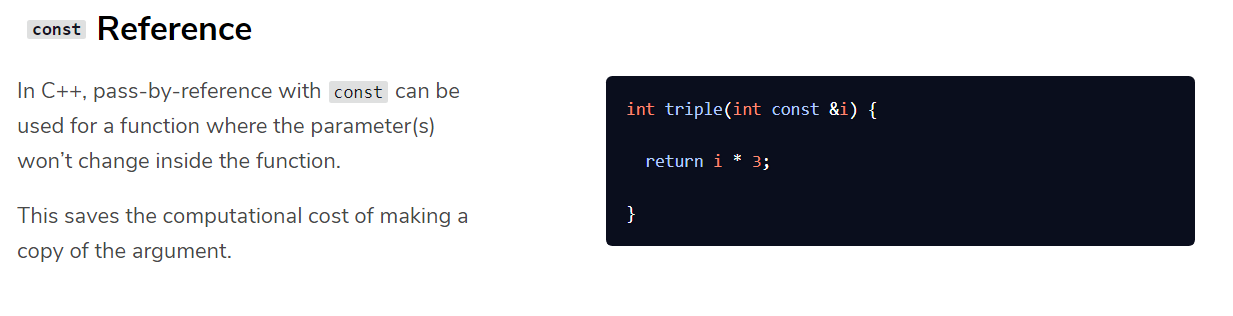 const Reference
In C++, pass-by-reference with const can be
used for a function where the parameter(s)
won’t change inside the function.
This saves the computational cost of making a
copy of the argument.
int triple(int const &i) {
return i * 3;
}